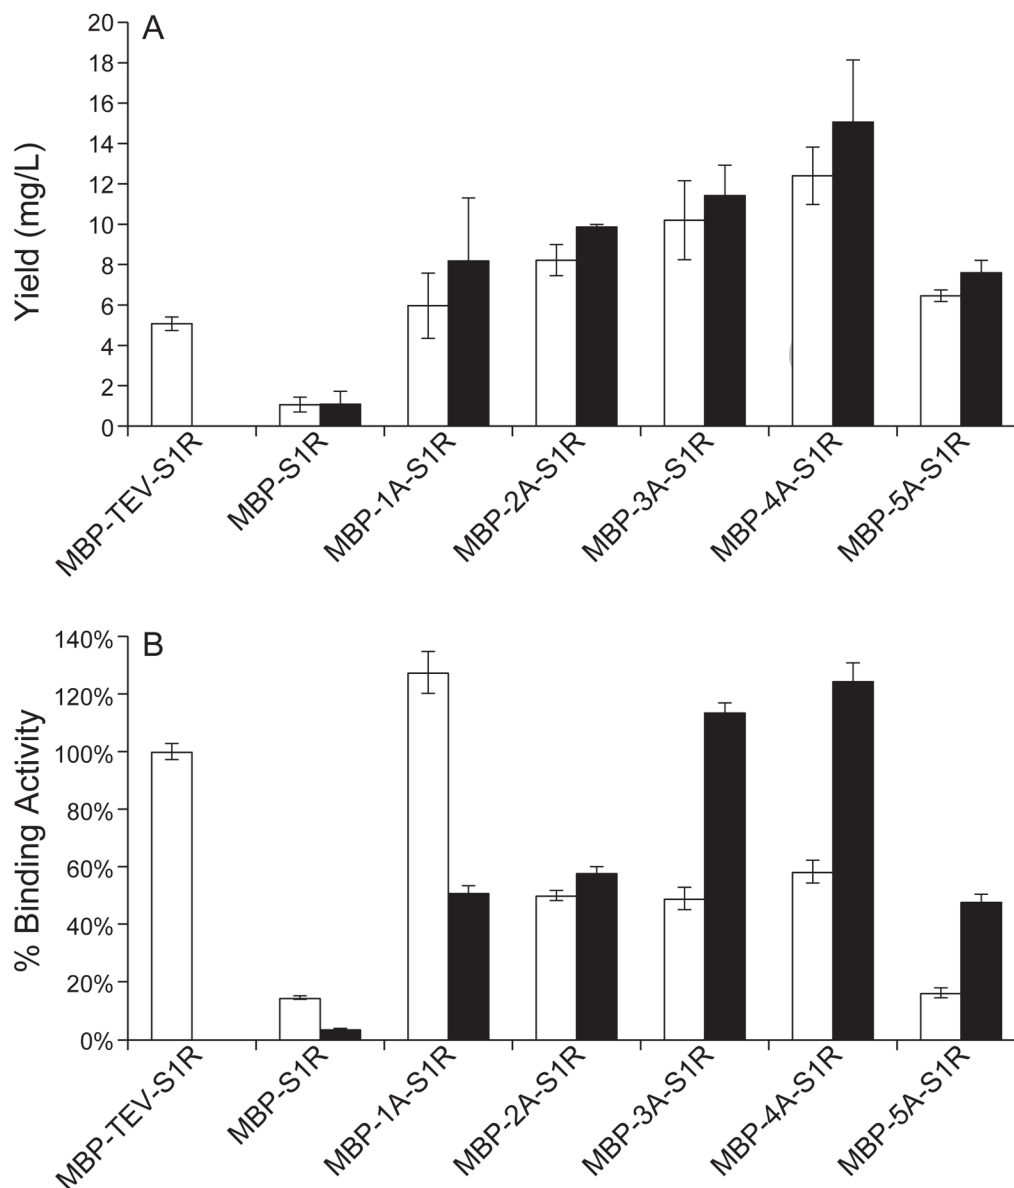 A
Yield (mg/L)
20
18
16
14
12
10
8
6
4
2
0
MBP-TEV-S1R
MBP-S1R
MBP-1A-S1R
MBP-2A-S1R
MBP-3A-S1R
MBP-4A-S1R
MBP-5A-S1R
B
% Binding Activity
140%
120%
100%
80%
60%
40%
20%
0%
MBP-TEV-S1R
MBP-S1R
MBP-1A-S1R
MBP-2A-S1R
MBP-3A-S1R
MBP-4A-S1R
MBP-5A-S1R